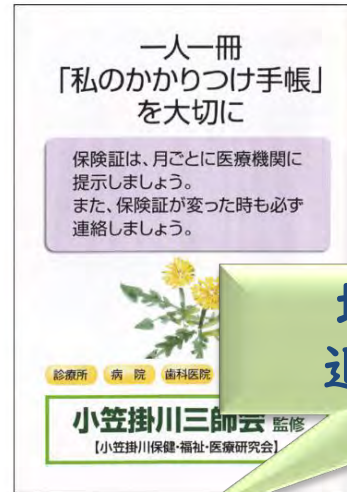 一人一冊
「私のかかりつけ手帳」
を大切に
保険証は、月ごとに医療機関に
提示しましょう。
また、保険証が変った時も必ず
連絡しましょう。
診療所 病院 歯科医院
小笠掛川三師会 監修
【小笠掛川保健・福祉・医療研究会】